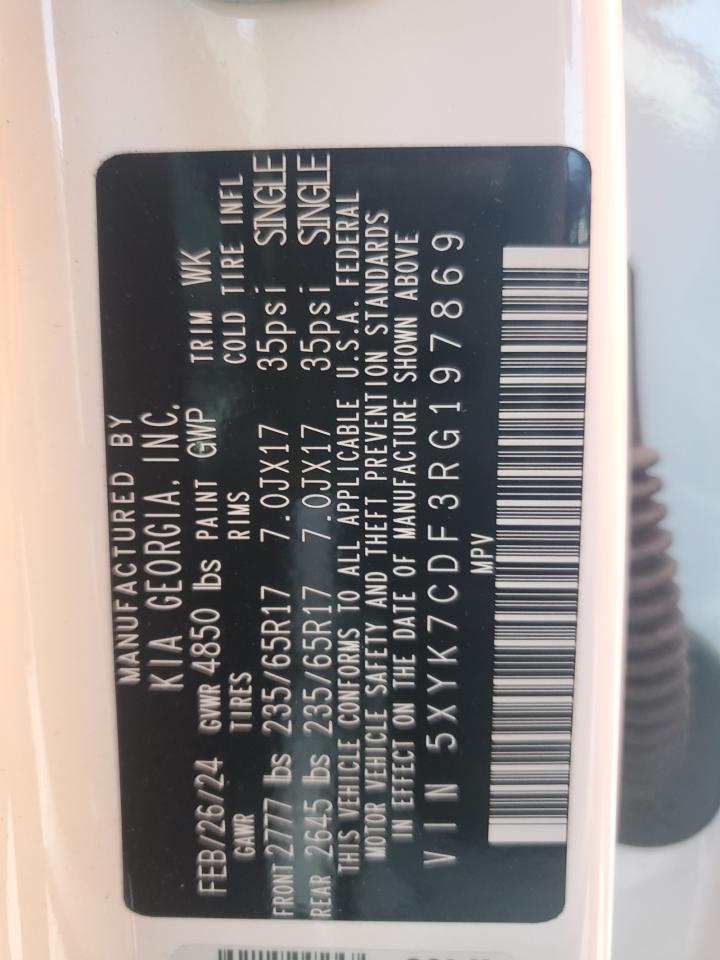 MANUFACTURED BY
KIA GEORGIA, INC.
FEB/26/24 GVWR 4850 lbs PAINT GWP TRIM WK
GAWR TIRES RIMS COLD TIRE INFL
FRONT 2777 lbs 235/65R17 7.0JX17 35psi SINGLE
REAR 2645 lbs 235/65R17 7.0JX17 35psi SINGLE
THIS VEHICLE CONFORMS TO ALL APPLICABLE U.S.A. FEDERAL
MOTOR VEHICLE SAFETY AND THEFT PREVENTION STANDARDS
IN EFFECT ON THE DATE OF MANUFACTURE SHOWN ABOVE
VIN 5XYK7CDF3RG197869
MPV